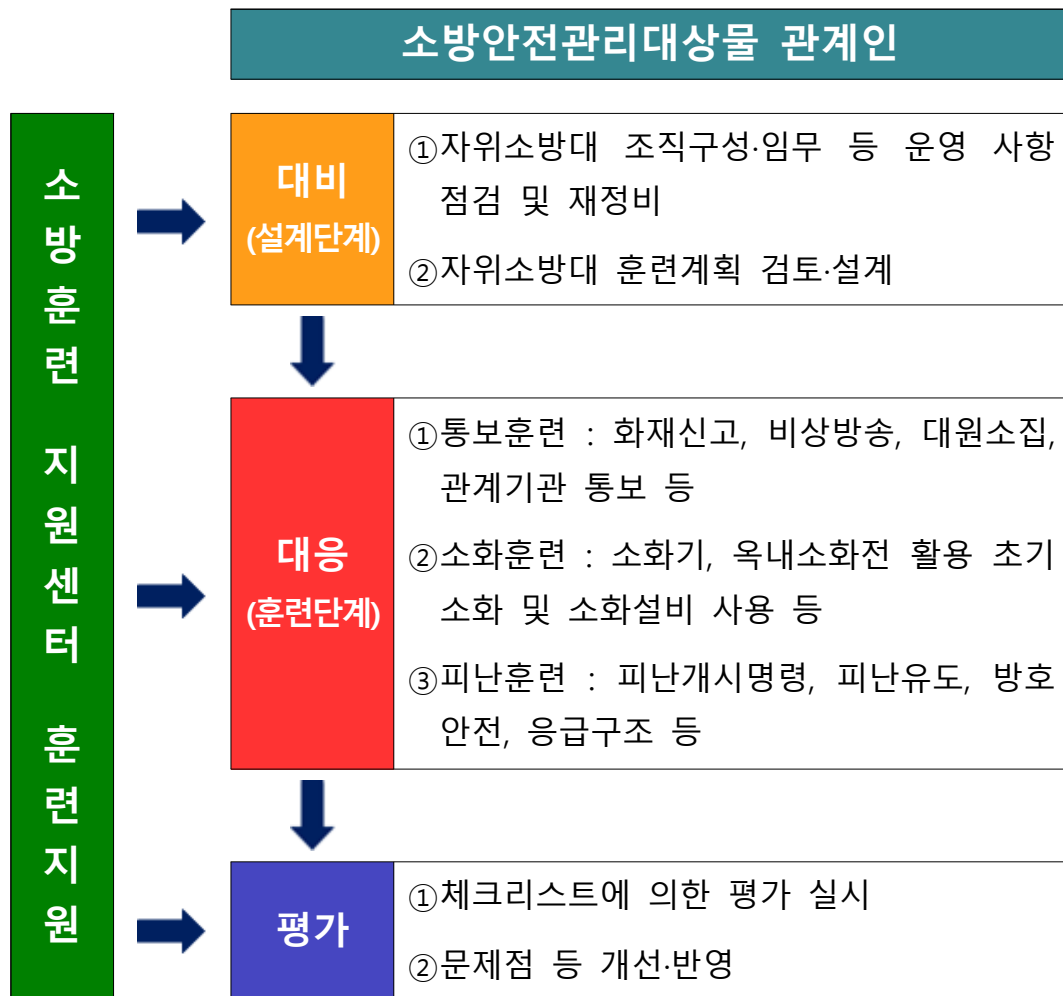 소방안전관리대상물 관계인
소방훈련 지원센터 훈련지원
대비
(설계단계)
①자위소방대 조직구성·임무 등 운영 사항
점검 및 재정비
②자위소방대 훈련계획 검토·설계
대응
(훈련단계)
①통보훈련 : 화재신고, 비상방송, 대원소집,
관계기관 통보 등
②소화훈련 : 소화기, 옥내소화전 활용 초기
소화 및 소화설비 사용 등
③피난훈련 : 피난개시명령, 피난유도, 방호
안전, 응급구조 등
평가
①체크리스트에 의한 평가 실시
②문제점 등 개선·반영